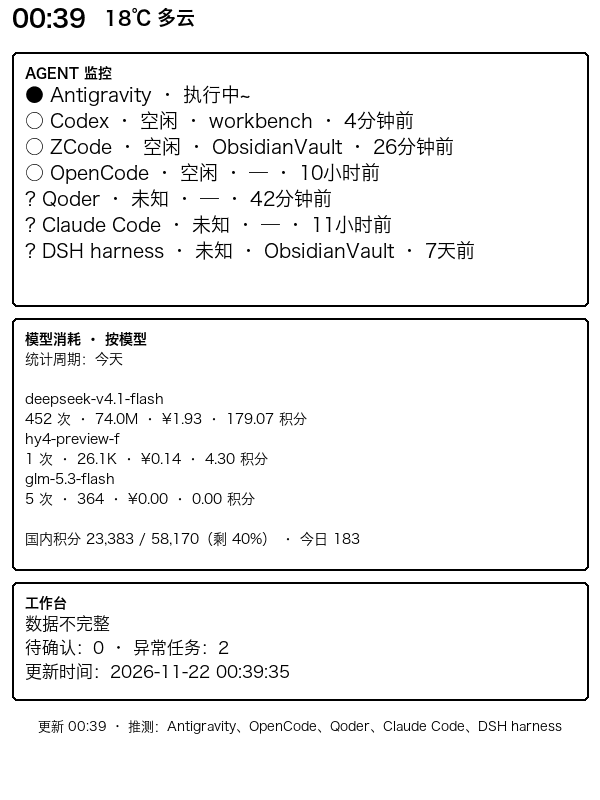 00:39 18℃ 多云
AGENT 监控
● Antigravity · 执行中~
○ Codex · 空闲 · workbench · 4分钟前
○ ZCode · 空闲 · ObsidianVault · 26分钟前
○ OpenCode · 空闲 · — · 10小时前
? Qoder · 未知 · — · 42分钟前
? Claude Code · 未知 · — · 11小时前
? DSH harness · 未知 · ObsidianVault · 7天前
模型消耗 · 按模型
统计周期：今天
deepseek-v4.1-flash
452 次 · 74.0M · ¥1.93 · 179.07 积分
hy4-preview-f
1 次 · 26.1K · ¥0.14 · 4.30 积分
glm-5.3-flash
5 次 · 364 · ¥0.00 · 0.00 积分
国内积分 23,383 / 58,170（剩 40%） · 今日 183
工作台
数据不完整
待确认：0 · 异常任务：2
更新时间：2026-11-22 00:39:35
更新 00:39 · 推测：Antigravity、OpenCode、Qoder、Claude Code、DSH harness